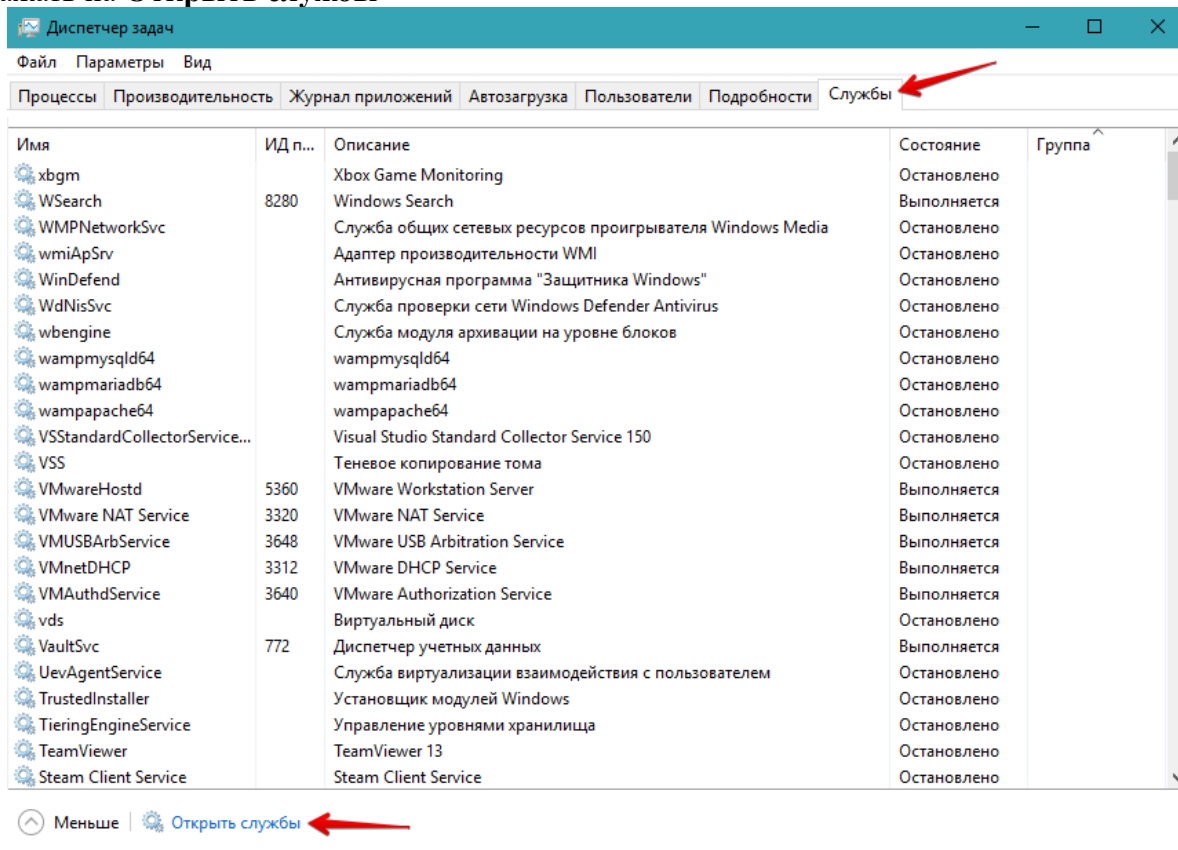 Открыть службы
Диспетчер задач
Файл Параметры Вид
Процессы Производительность Журнал приложений Автозагрузка Пользователи Подробности Службы
Имя ИД п... Описание Состояние Группа
xbgm Xbox Game Monitoring Остановлено
WSearch 8280 Windows Search Выполняется
WMPNetworkSvc Служба общих сетевых ресурсов проигрывателя Windows Media Остановлено
wmiApSrv Адаптер производительности WMI Остановлено
WinDefend Антивирусная программа "Защитника Windows" Остановлено
WdNisSvc Служба проверки сети Windows Defender Antivirus Остановлено
wbengine Служба модуля архивации на уровне блоков Остановлено
wampmysqld64 wampmysqld64 Остановлено
wampmariadb64 wampmariadb64 Остановлено
wampapache64 wampapache64 Остановлено
VSStandardCollectorService... Visual Studio Standard Collector Service 150 Остановлено
VSS Теневое копирование тома Остановлено
VMwareHostd 5360 VMware Workstation Server Выполняется
VMware NAT Service 3320 VMware NAT Service Выполняется
VMUSBArbService 3648 VMware USB Arbitration Service Выполняется
VMnetDHCP 3312 VMware DHCP Service Выполняется
VMAuthdService 3640 VMware Authorization Service Выполняется
vds Виртуальный диск Остановлено
VaultSvc 772 Диспетчер учетных данных Выполняется
UevAgentService Служба виртуализации взаимодействия с пользователем Остановлено
TrustedInstaller Установщик модулей Windows Остановлено
TieringEngineService Управление уровнями хранилища Остановлено
TeamViewer TeamViewer 13 Остановлено
Steam Client Service Steam Client Service Остановлено
Меньше Открыть службы